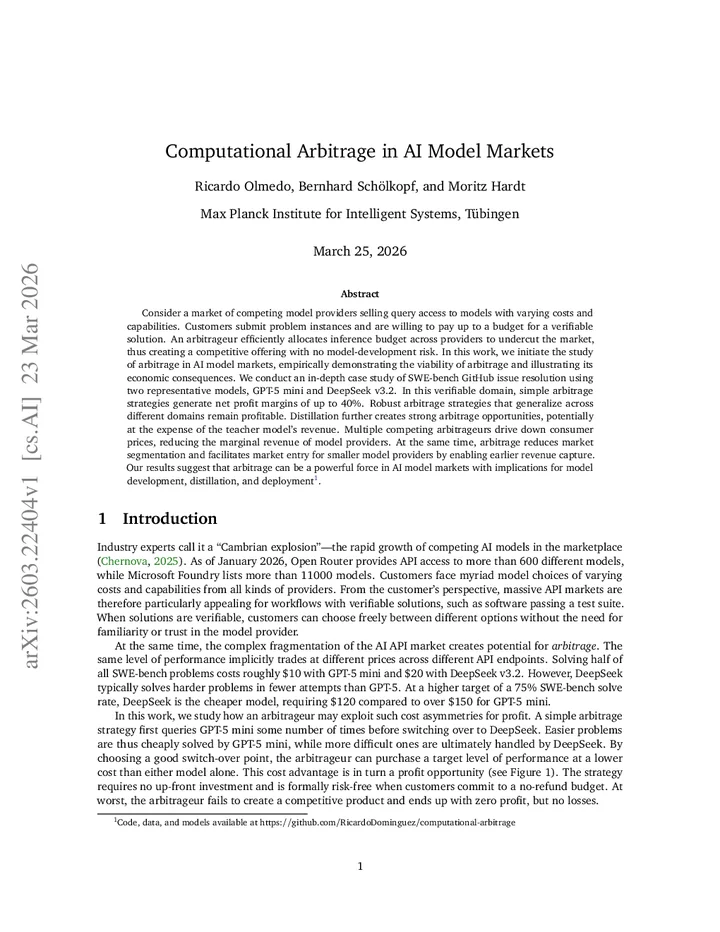 Computational Arbitrage in AI Model Markets
Ricardo Olmedo, Bernhard Schölkopf, and Moritz Hardt
Max Planck Institute for Intelligent Systems, Tübingen
March 25, 2026
arXiv:2603.22404v1 [cs.AI] 23 Mar 2026
Abstract
Consider a market of competing model providers selling query access to models with varying costs and
capabilities. Customers submit problem instances and are willing to pay up to a budget for a verifiable
solution. An arbitrageur efficiently allocates inference budget across providers to undercut the market,
thus creating a competitive offering with no model-development risk. In this work, we initiate the study
of arbitrage in AI model markets, empirically demonstrating the viability of arbitrage and illustrating its
economic consequences. We conduct an in-depth case study of SWE-bench GitHub issue resolution using
two representative models, GPT-5 mini and DeepSeek v3.2. In this verifiable domain, simple arbitrage
strategies generate net profit margins of up to 40%. Robust arbitrage strategies that generalize across
different domains remain profitable. Distillation further creates strong arbitrage opportunities, potentially
at the expense of the teacher model's revenue. Multiple competing arbitrageurs drive down consumer
prices, reducing the marginal revenue of model providers. At the same time, arbitrage reduces market
segmentation and facilitates market entry for smaller model providers by enabling earlier revenue capture.
Our results suggest that arbitrage can be a powerful force in AI model markets with implications for model
development, distillation, and deployment1.
1 Introduction
Industry experts call it a “Cambrian explosion”—the rapid growth of competing AI models in the marketplace
(Chernova, 2025). As of January 2026, Open Router provides API access to more than 600 different models,
while Microsoft Foundry lists more than 11000 models. Customers face myriad model choices of varying
costs and capabilities from all kinds of providers. From the customer's perspective, massive API markets are
therefore particularly appealing for workflows with verifiable solutions, such as software passing a test suite.
When solutions are verifiable, customers can choose freely between different options without the need for
familiarity or trust in the model provider.
At the same time, the complex fragmentation of the AI API market creates potential for arbitrage. The
same level of performance implicitly trades at different prices across different API endpoints. Solving half of
all SWE-bench problems costs roughly $10 with GPT-5 mini and $20 with DeepSeek v3.2. However, DeepSeek
typically solves harder problems in fewer attempts than GPT-5. At a higher target of a 75% SWE-bench solve
rate, DeepSeek is the cheaper model, requiring $120 compared to over $150 for GPT-5 mini.
In this work, we study how an arbitrageur may exploit such cost asymmetries for profit. A simple arbitrage
strategy first queries GPT-5 mini some number of times before switching over to DeepSeek. Easier problems
are thus cheaply solved by GPT-5 mini, while more difficult ones are ultimately handled by DeepSeek. By
choosing a good switch-over point, the arbitrageur can purchase a target level of performance at a lower
cost than either model alone. This cost advantage is in turn a profit opportunity (see Figure 1). The strategy
requires no up-front investment and is formally risk-free when customers commit to a no-refund budget. At
worst, the arbitrageur fails to create a competitive product and ends up with zero profit, but no losses.
1Code, data, and models available at https://github.com/RicardoDominguez/computational-arbitrage
1